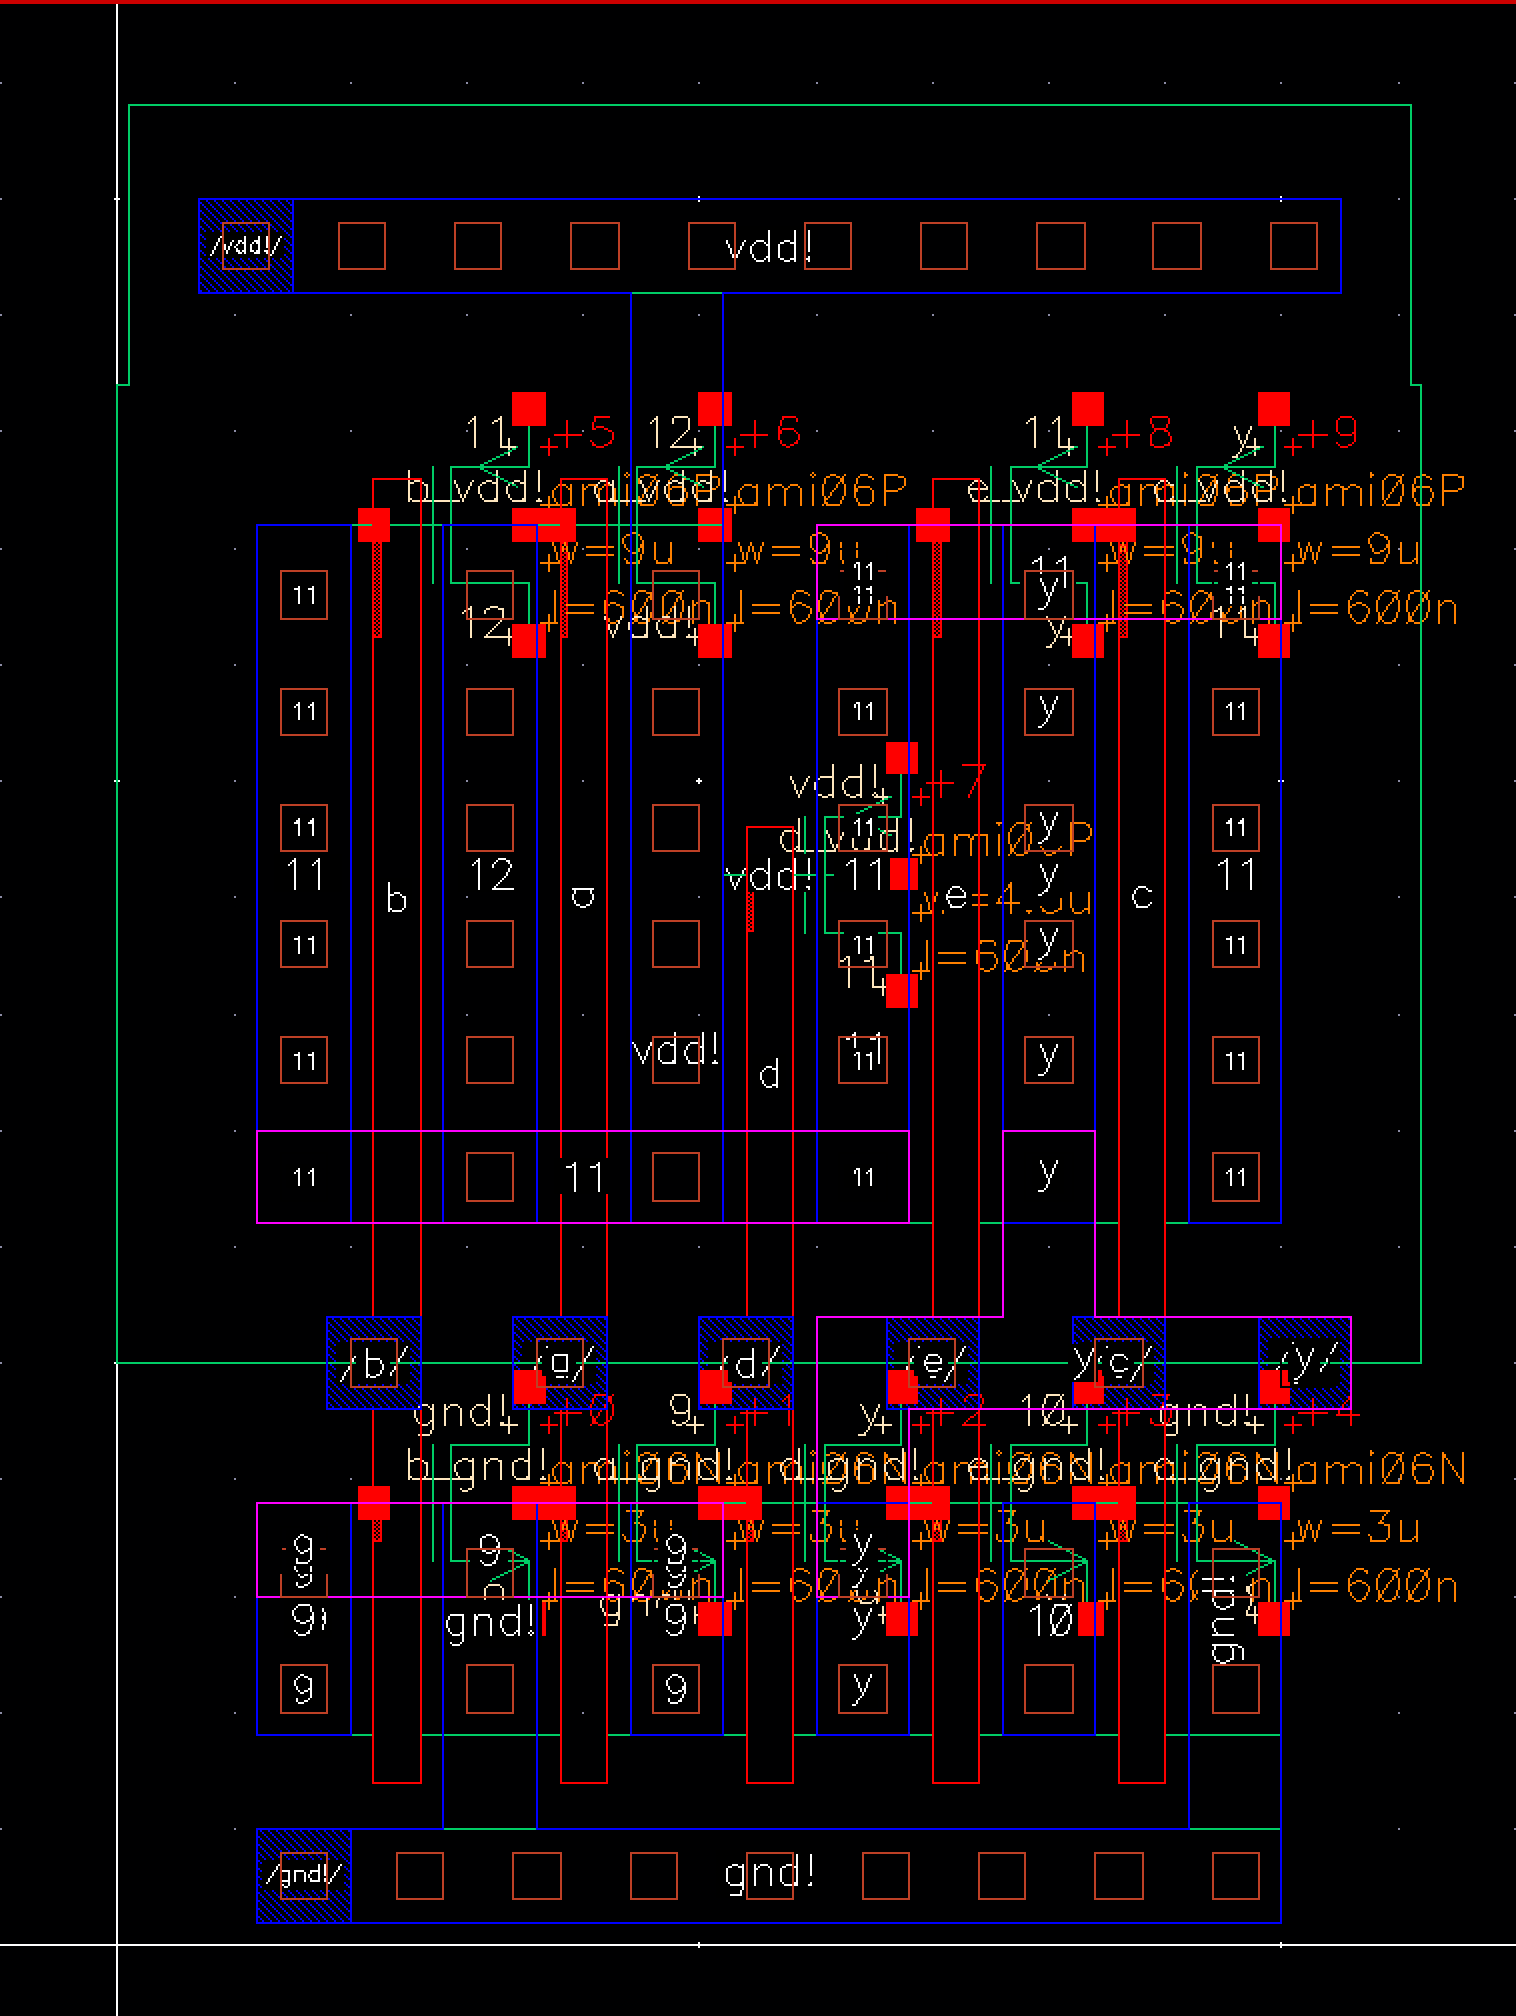 /vdd!/ vdd!
11 +5 12 +6 11 +8 y +9
b vdd! ami06P a vdd! ami06P e vdd! ami06P c vdd! ami06P
w=9u w=9u w=9u w=9u
11 11 11 y 11
l=600n l=600n l=600n l=600n
12 vdd! y 11
11 11 y 11
vdd! +7
11 11 y 11
d vdd! ami06P
11 b 12 a vdd! 11 e y c 11
w=4.5u
11 11 y 11
11 l=600n
vdd! 11
11 d 11 y 11
11 11 11 y 11
/b/ /a/ /d/ /e/ y /c/ /y/
gnd! +0 9 +1 y +2 10 +3 gnd! +4
b gnd! ami06N a gnd! ami06N d gnd! ami06N e gnd! ami06N c gnd! ami06N
w=3u w=3u w=3u w=3u w=3u
9 9 9 y
l=600n l=600n l=600n l=600n l=600n
9 gnd! 9 y 10 gnd!
9 9 y
/gnd!/ gnd!